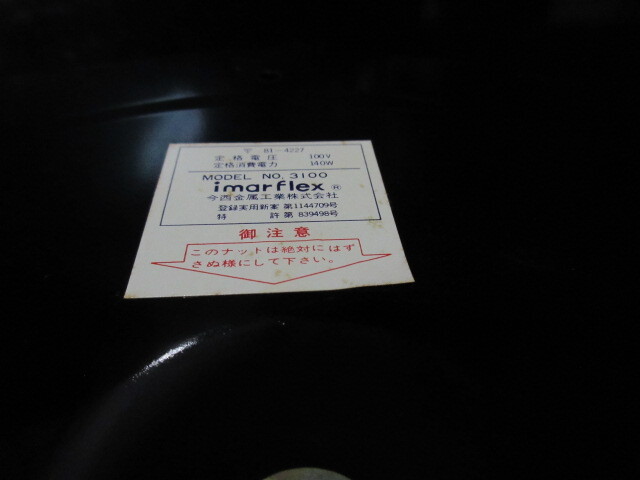 〒 81-4227
定格電圧 100V
定格消費電力 140W
MODEL NO. 3100
imarflex ®
今西金属工業株式会社
登録実用新案 第1144709号
特許第 839498号
御注意
このナットは絶対にはず
さぬ様にして下さい。